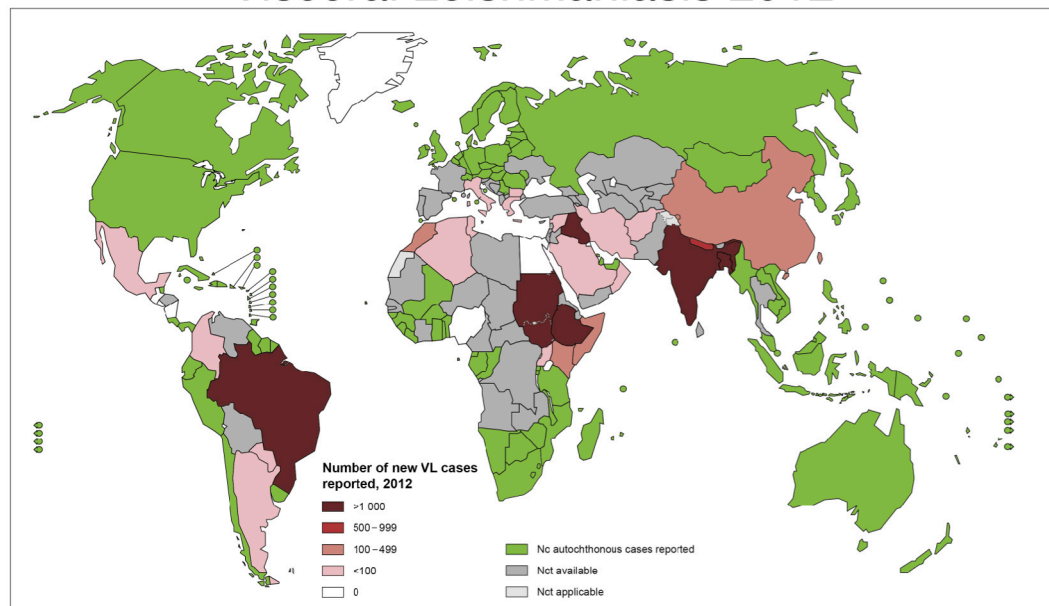 Number of new VL cases
reported, 2012
>1 000
500–999
100–499
<100
0
Nc autochthonous cases reported
Nct available
Nct applicable